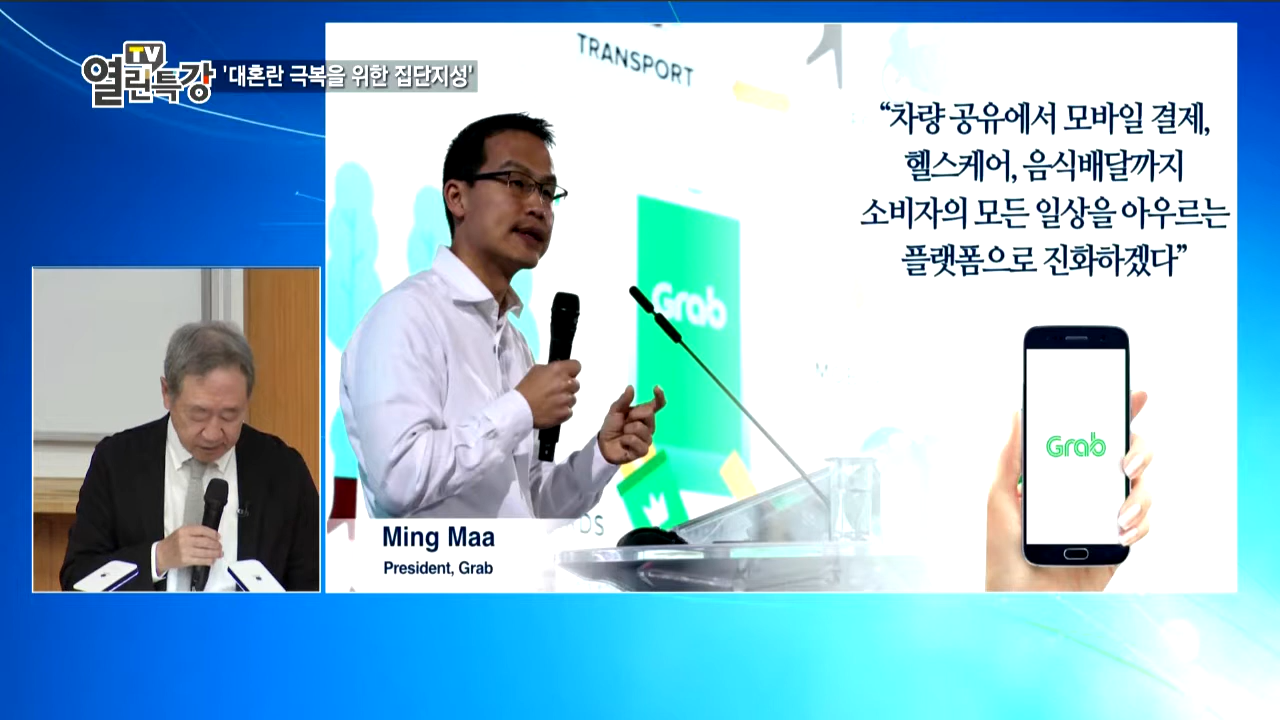 TV
열린특강 '대혼란 극복을 위한 집단지성'
TRANSPORT
“차량 공유에서 모바일 결제,
헬스케어, 음식배달까지
소비자의 모든 일상을 아우르는
플랫폼으로 진화하겠다”
Grab
Grab
Ming Maa
President, Grab